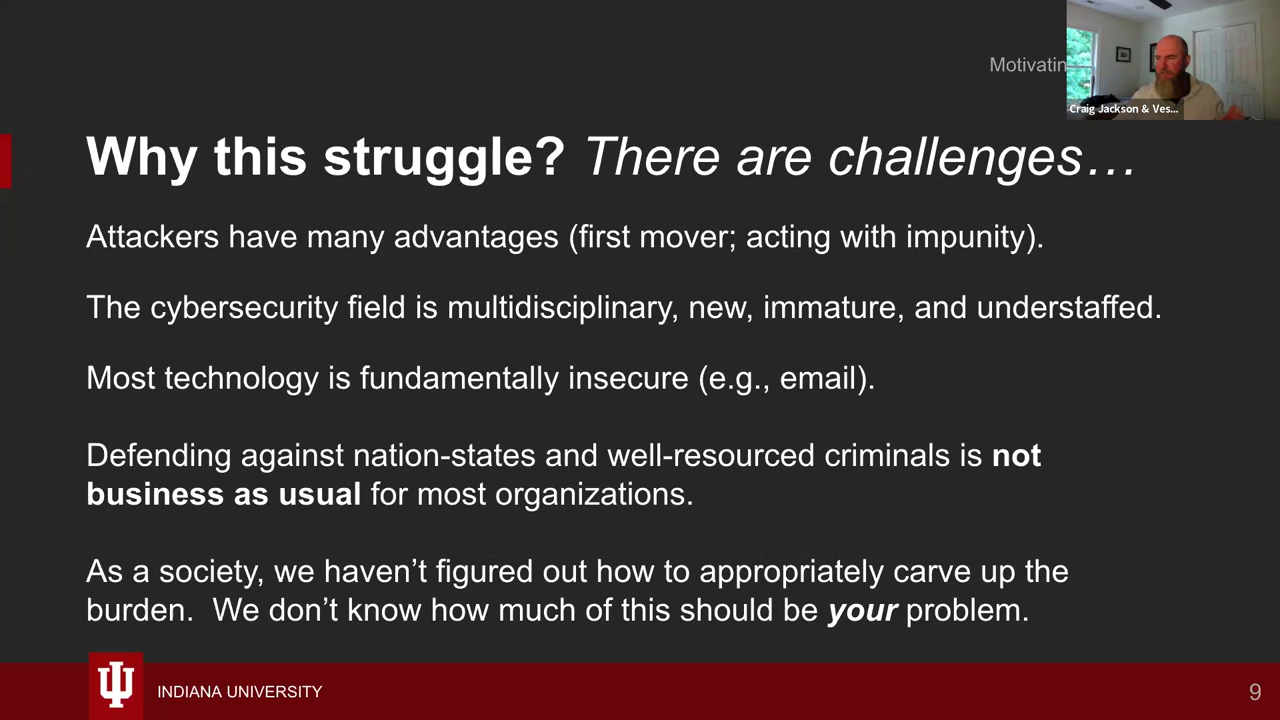 Motivatin
Craig Jackson & Ves...
Why this struggle? There are challenges…
Attackers have many advantages (first mover; acting with impunity).
The cybersecurity field is multidisciplinary, new, immature, and understaffed.
Most technology is fundamentally insecure (e.g., email).
Defending against nation-states and well-resourced criminals is not
business as usual for most organizations.
As a society, we haven’t figured out how to appropriately carve up the
burden.  We don’t know how much of this should be your problem.
INDIANA UNIVERSITY
9